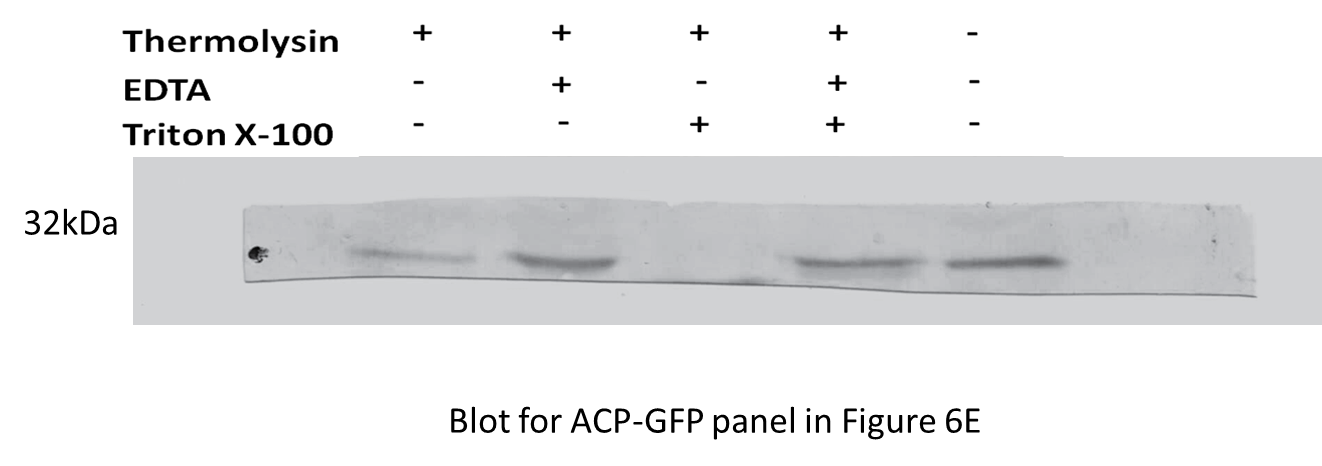 Thermolysin + + + + -
EDTA - + - + -
Triton X-100 - - + + -
32kDa
Blot for ACP-GFP panel in Figure 6E